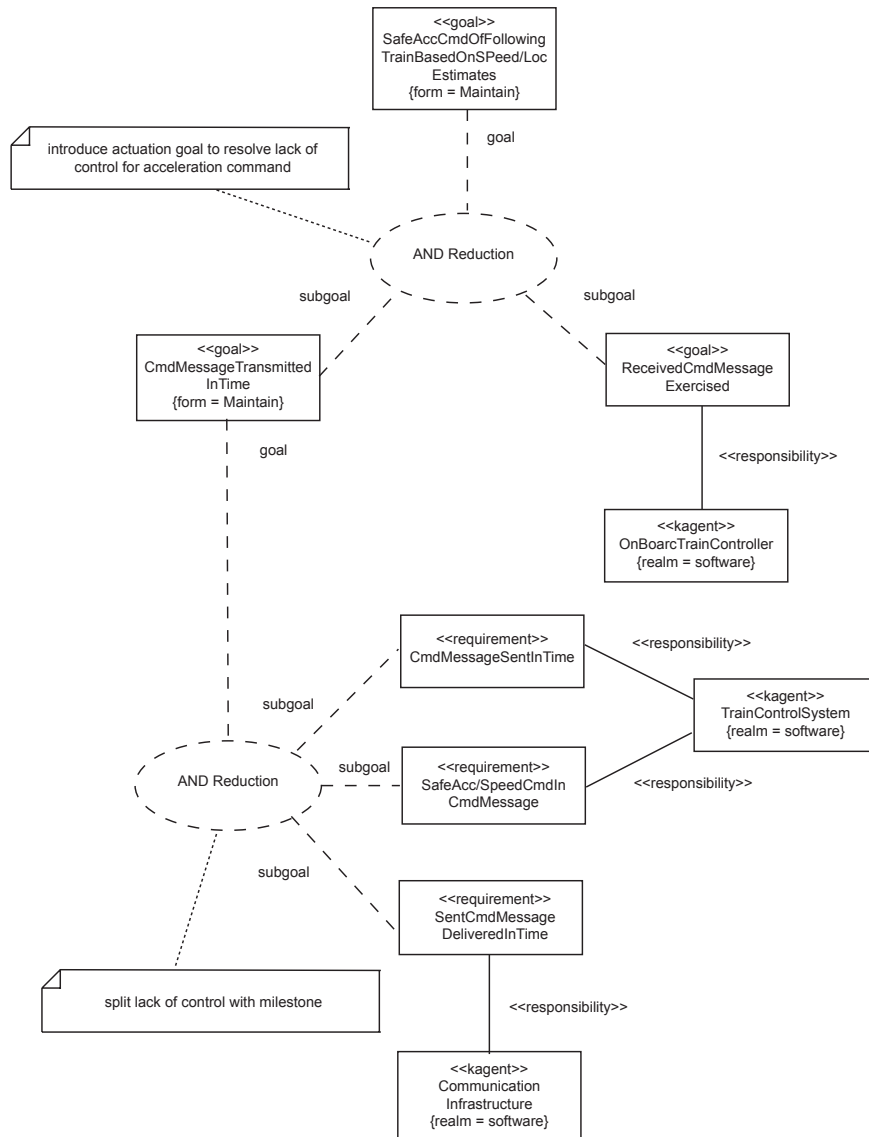 <<goal>>
SafeAccCmdOfFollowing
TrainBasedOnSPeed/Loc
Estimates
{form = Maintain}
goal
introduce actuation goal to resolve lack of
control for acceleration command
AND Reduction
subgoal
subgoal
<<goal>>
CmdMessageTransmitted
InTime
{form = Maintain}
<<goal>>
ReceivedCmdMessage
Exercised
goal
<<responsibility>>
<<kagent>>
OnBoarcTrainController
{realm = software}
<<requirement>>
CmdMessageSentInTime
<<responsibility>>
<<kagent>>
TrainControlSystem
{realm = software}
subgoal
AND Reduction
subgoal
<<requirement>>
SafeAcc/SpeedCmdIn
CmdMessage
<<responsibility>>
subgoal
<<requirement>>
SentCmdMessage
DeliveredInTime
split lack of control with milestone
<<responsibility>>
<<kagent>>
Communication
Infrastructure
{realm = software}